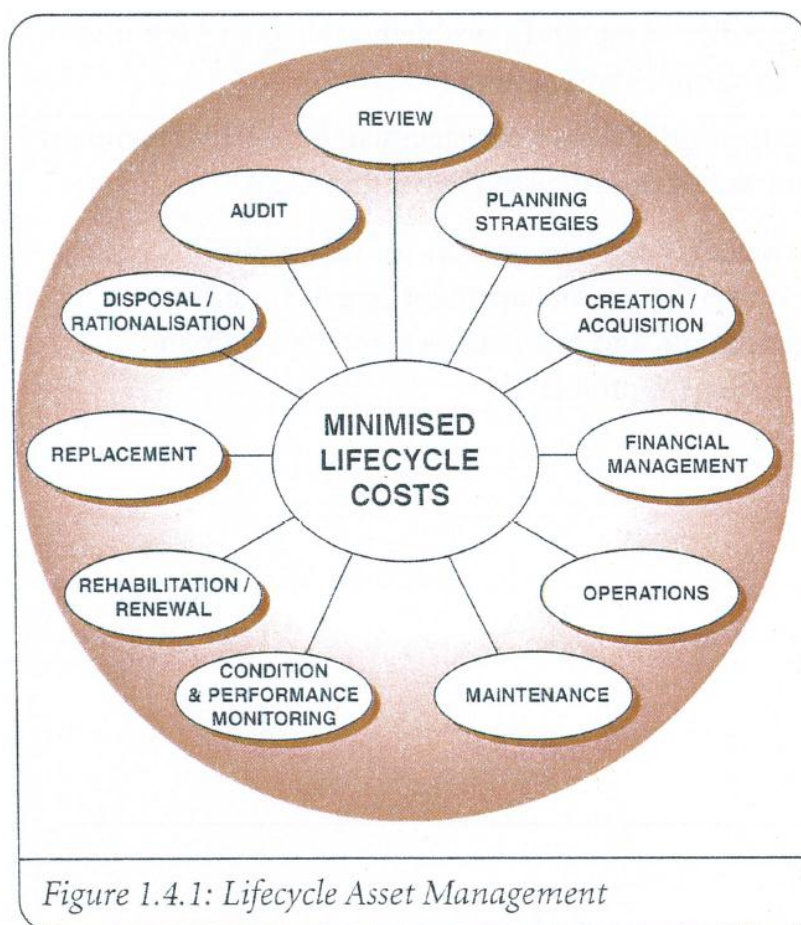 REVIEW
PLANNING
STRATEGIES
CREATION /
ACQUISITION
FINANCIAL
MANAGEMENT
OPERATIONS
MAINTENANCE
CONDITION
& PERFORMANCE
MONITORING
REHABILITATION /
RENEWAL
REPLACEMENT
DISPOSAL /
RATIONALISATION
AUDIT
MINIMISED
LIFECYCLE
COSTS
Figure 1.4.1: Lifecycle Asset Management